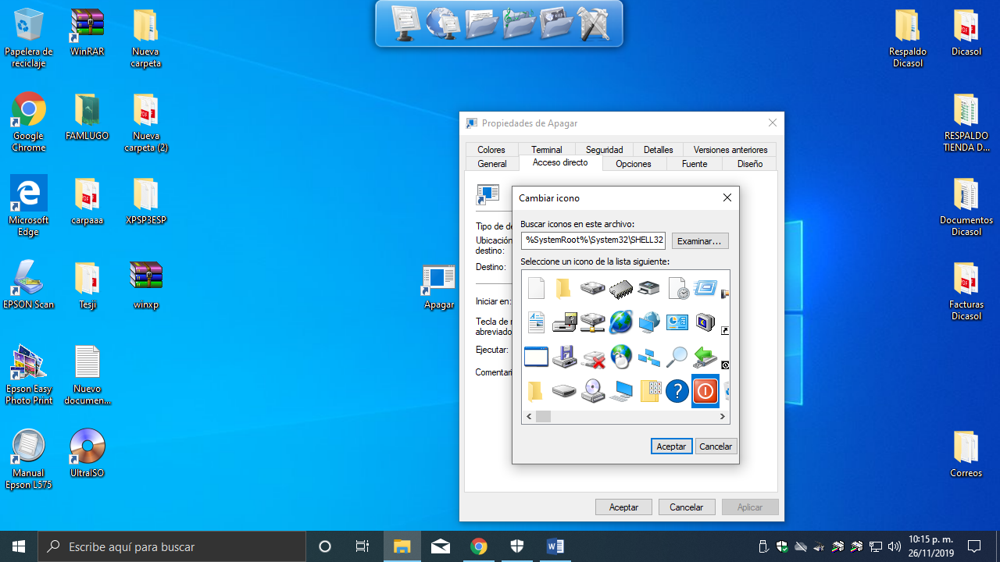 Papelera de
reciclaje
WinRAR
Nueva
carpeta
Google
Chrome
FAMLUGO
Nueva
carpeta (2)
Microsoft
Edge
carpaaa
XPSP3ESP
EPSON Scan
Tesji
winxp
Epson Easy
Photo Print
Nuevo
documen...
Manual
Epson L575
UltraISO
Apagar
Respaldo
Dicasol
Dicasol
RESPALDO
TIENDA D...
Documentos
Dicasol
Facturas
Dicasol
Correos
Propiedades de Apagar
Colores
Terminal
Seguridad
Detalles
Versiones anteriores
General
Acceso directo
Opciones
Fuente
Diseño
Tipo de de
Ubicación
destino:
Destino:
Iniciar en:
Tecla de
abreviado
Ejecutar:
Comentari
Aceptar
Cancelar
Aplicar
Cambiar icono
Buscar iconos en este archivo:
%SystemRoot%\System32\SHELL32
Examinar...
Seleccione un icono de la lista siguiente:
Aceptar
Cancelar
Escribe aquí para buscar
10:15 p. m.
26/11/2019